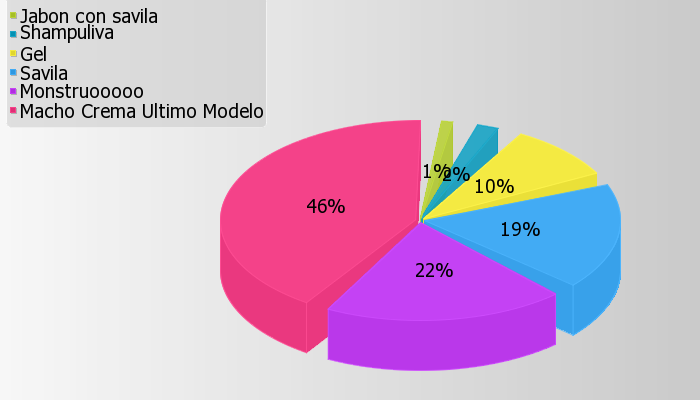 Jabon con savila
Shampuliva
Gel
Savila
Monstruooooo
Macho Crema Ultimo Modelo
1%
2%
10%
19%
22%
46%